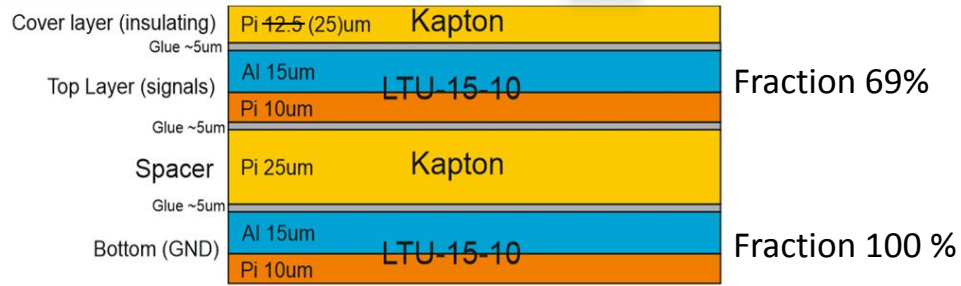 Cover layer (insulating) Pi 12.5 (25)um Kapton
Glue ~5um
Top Layer (signals) Al 15um LTU-15-10 Fraction 69%
Pi 10um
Glue ~5um
Spacer Pi 25um Kapton
Glue ~5um
Bottom (GND) Al 15um LTU-15-10 Fraction 100 %
Pi 10um